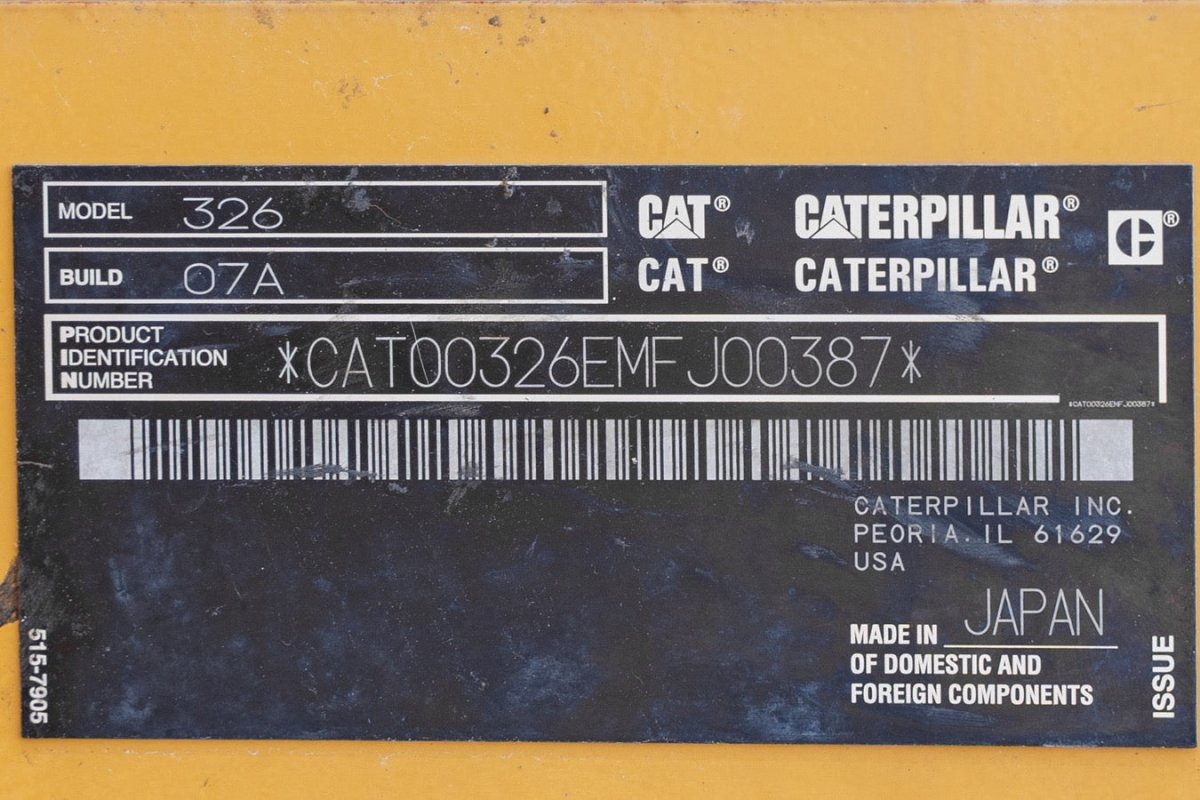 MODEL 326
BUILD 07A
CAT® CATERPILLAR® ®
CAT® CATERPILLAR®
PRODUCT
IDENTIFICATION
NUMBER
*CAT00326EMFJ00387*
*CAT00326EMFJ00387*
CATERPILLAR INC.
PEORIA. IL 61629
USA
MADE IN JAPAN
OF DOMESTIC AND
FOREIGN COMPONENTS
515-7905
ISSUE